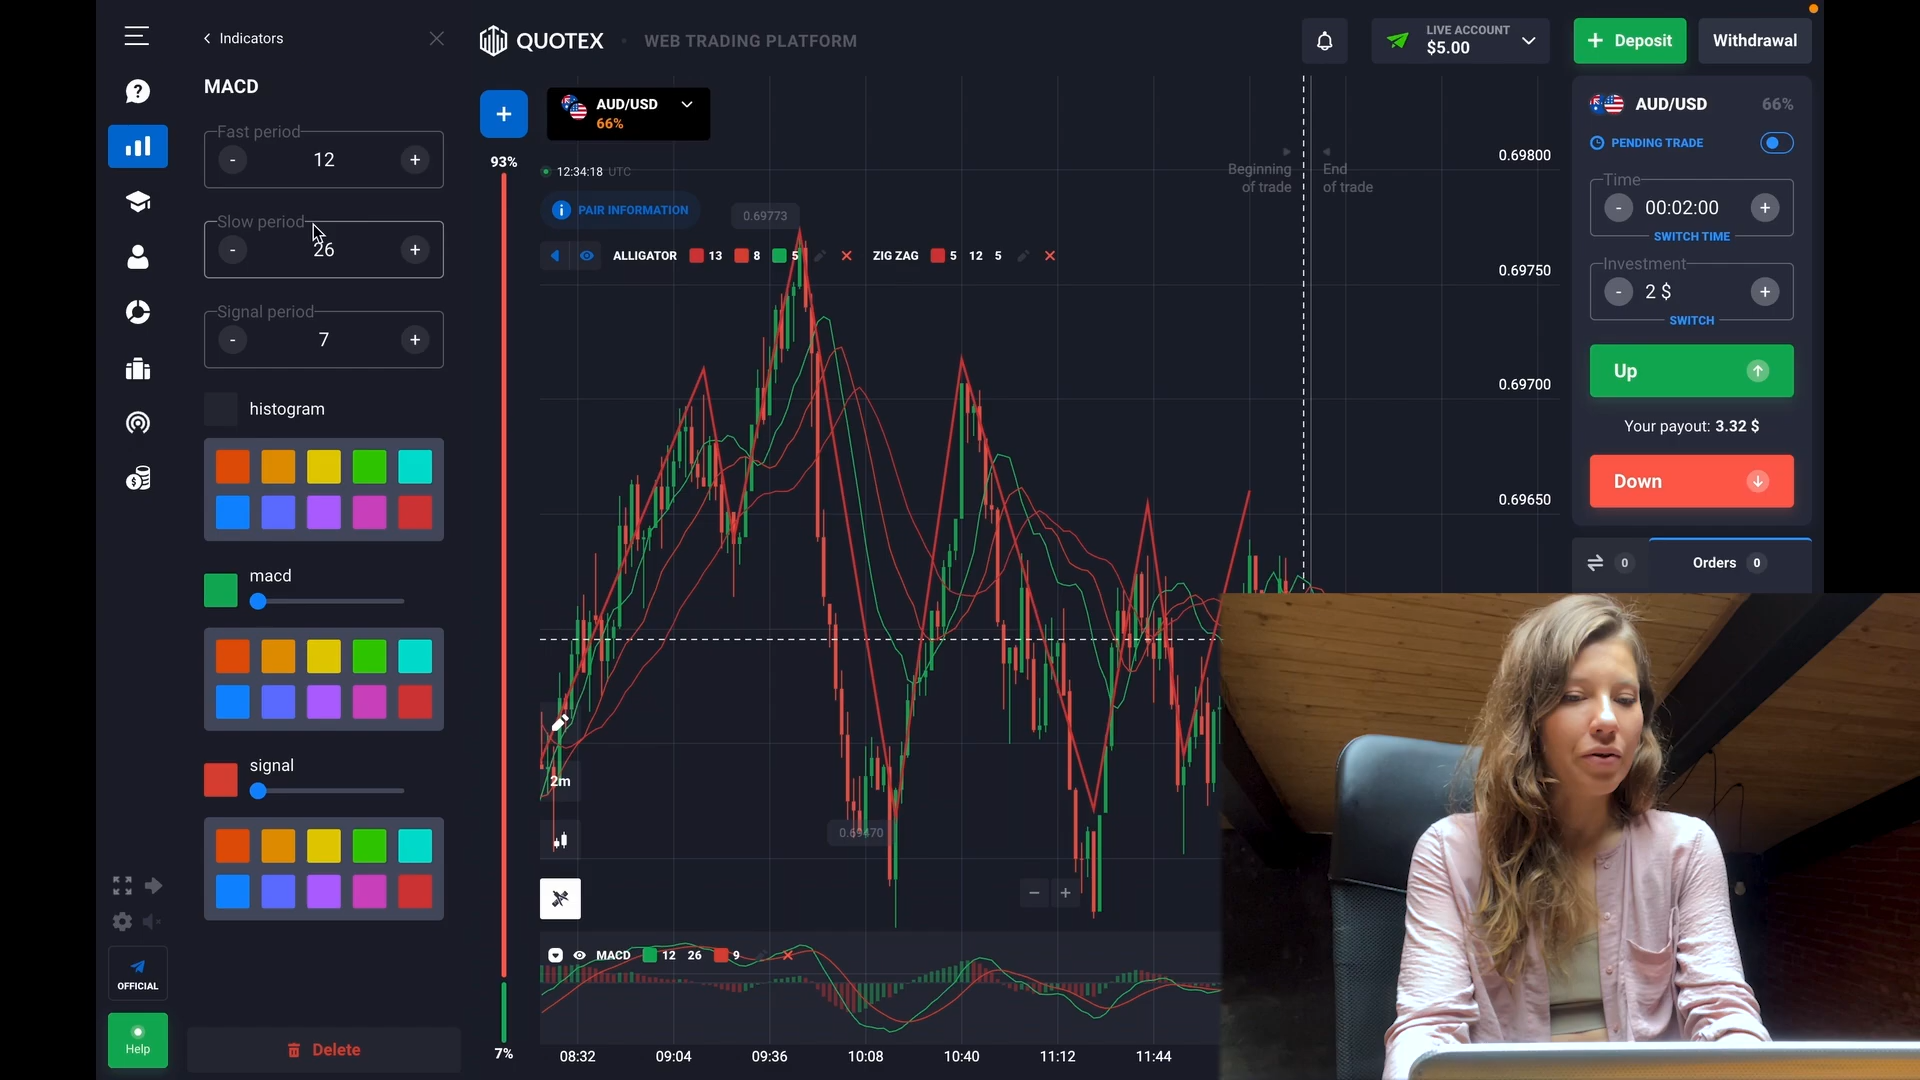 Indicators
QUOTEX
WEB TRADING PLATFORM
LIVE ACCOUNT
$5.00
Deposit
Withdrawal
MACD
Fast period
-
12
+
Slow period
-
26
+
Signal period
-
7
+
histogram
macd
signal
Delete
OFFICIAL
Help
+
AUD/USD
66%
93%
7%
12:34:18 UTC
PAIR INFORMATION
0.69773
ALLIGATOR 13 8 5 ZIG ZAG 5 12 5
Beginning
of trade
End
of trade
0.69800
0.69750
0.69700
0.69650
2m
0.69470
MACD 12 26 9
08:32 09:04 09:36 10:08 10:40 11:12 11:44
AUD/USD 66%
PENDING TRADE
Time
- 00:02:00 +
SWITCH TIME
Investment
- 2 $ +
SWITCH
Up
Your payout: 3.32 $
Down
0
Orders 0